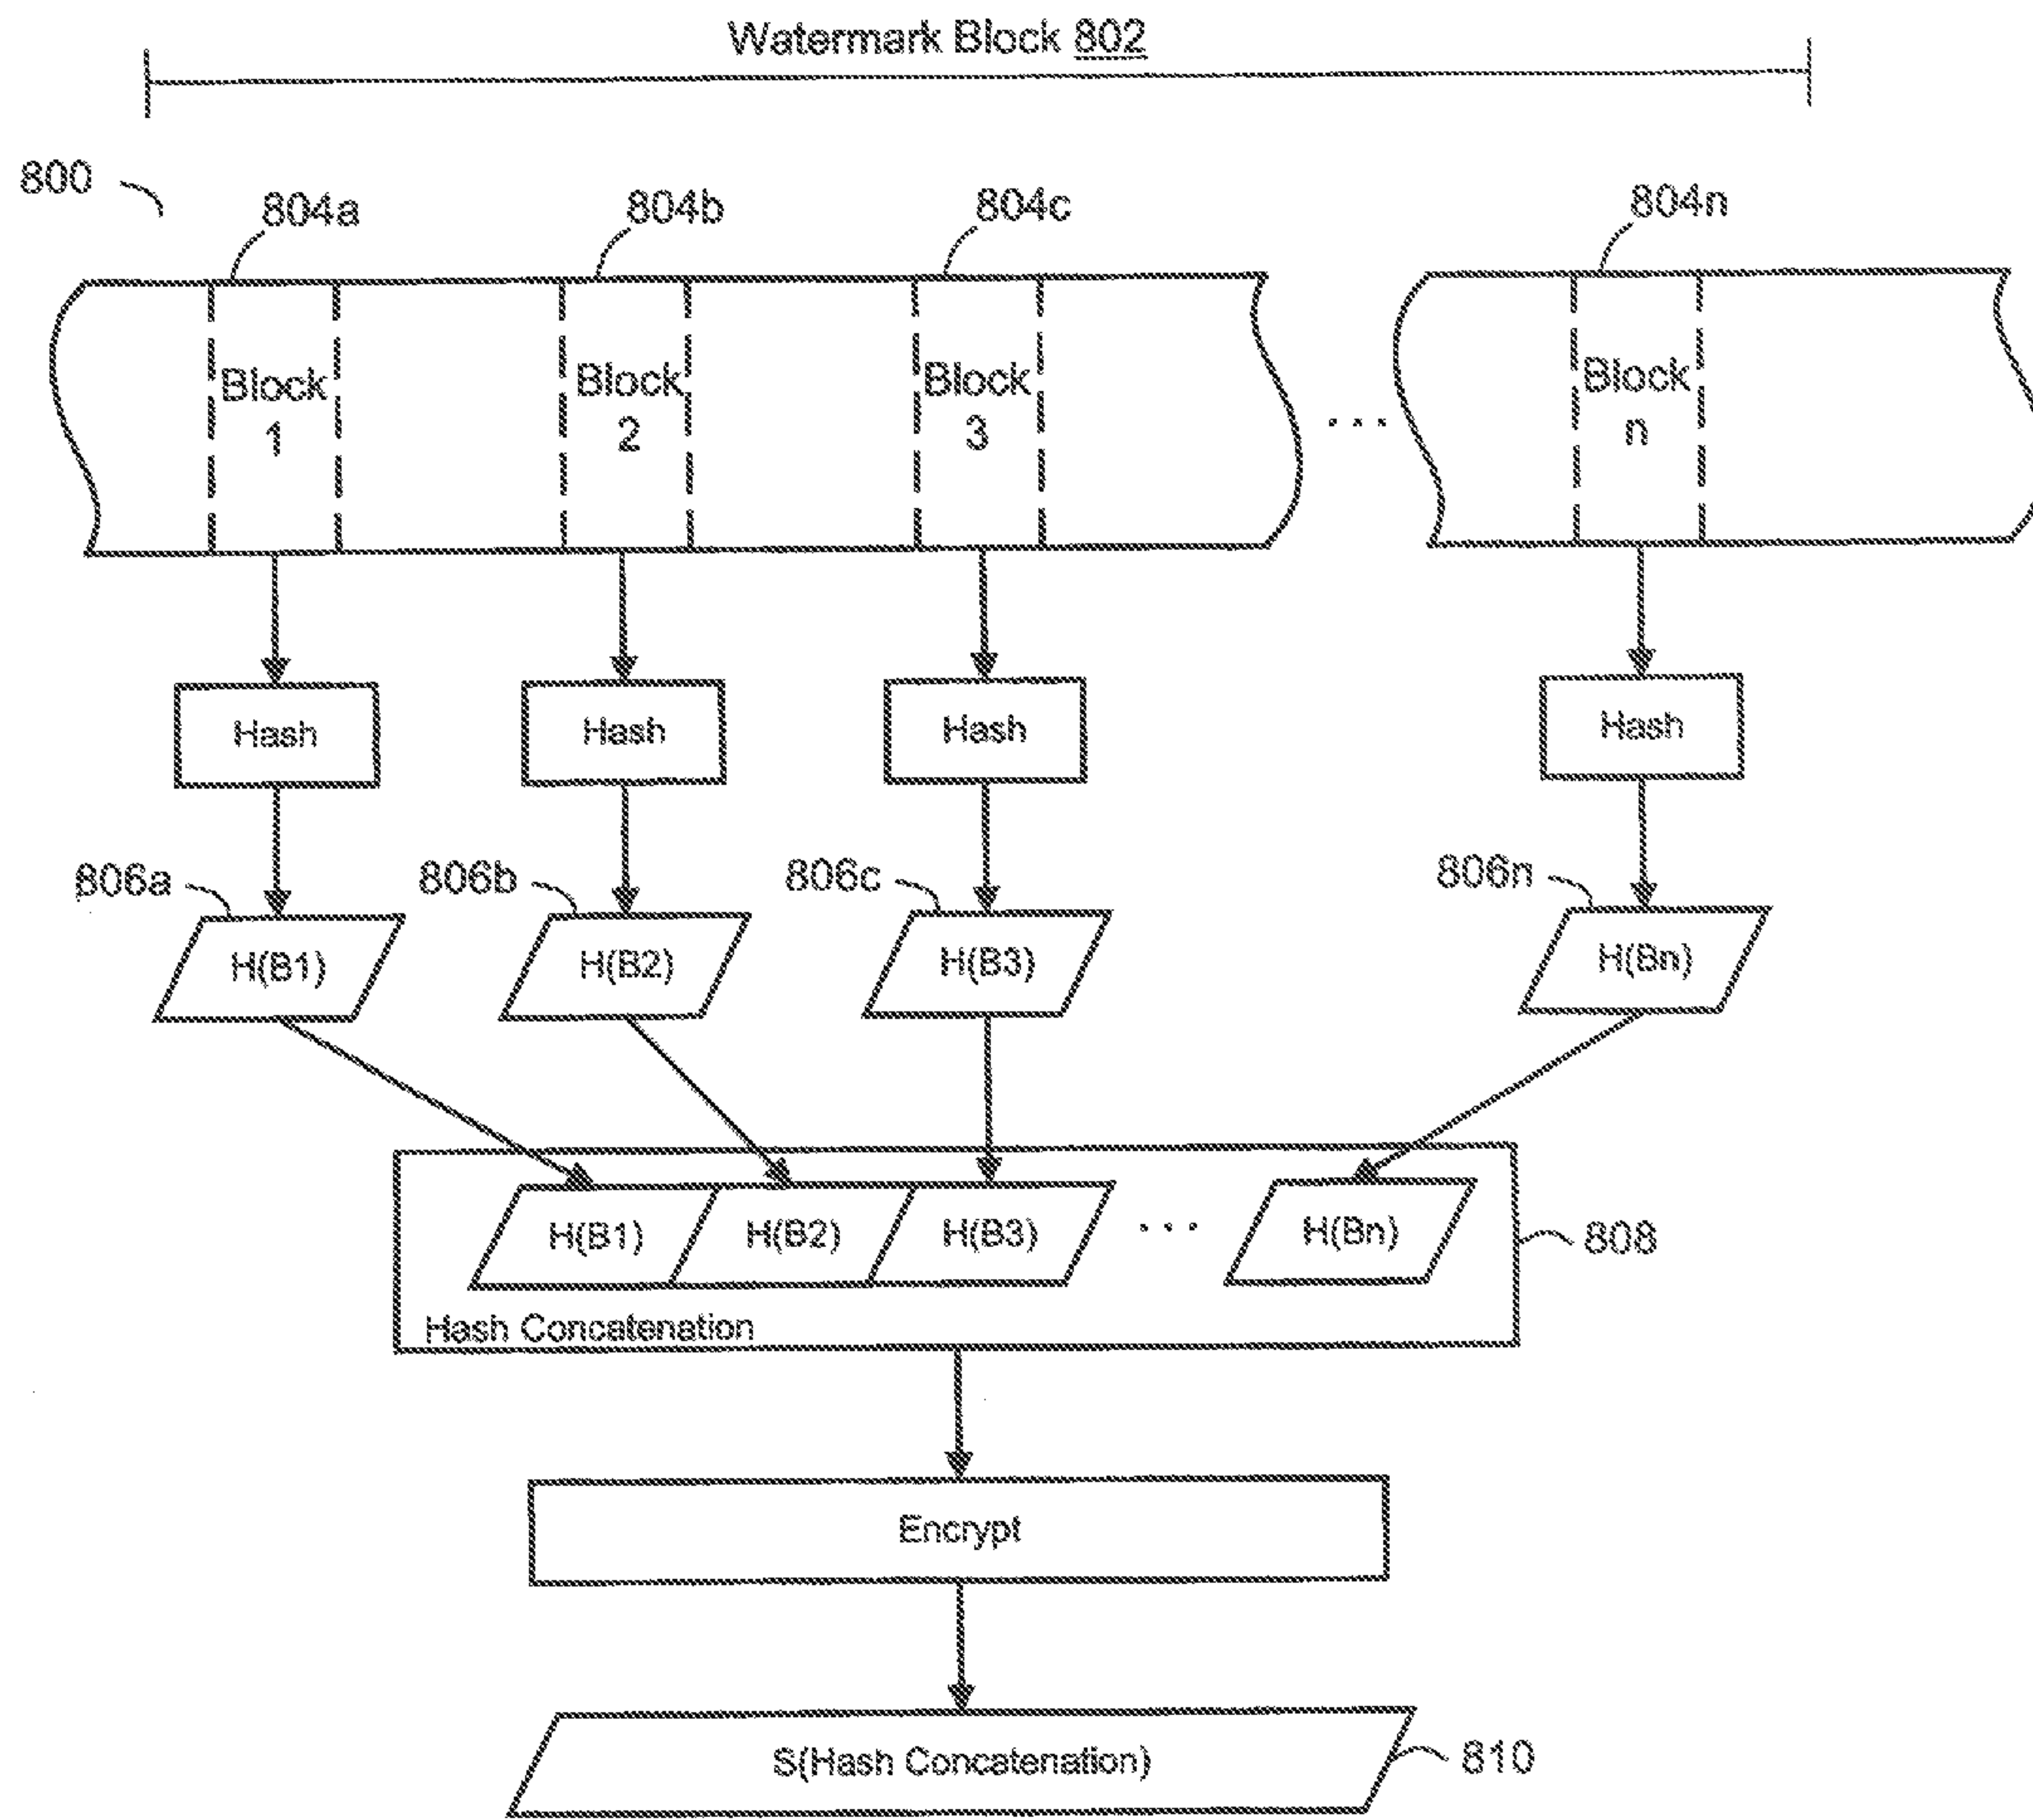 Watermark Block 802
800
804a 804b 804c 804n
Block 1 Block 2 Block 3 ... Block n
Hash Hash Hash Hash
806a 806b 806c 806n
H(B1) H(B2) H(B3) H(Bn)
H(B1) H(B2) H(B3) ... H(Bn)
808
Hash Concatenation
Encrypt
S(Hash Concatenation)
810